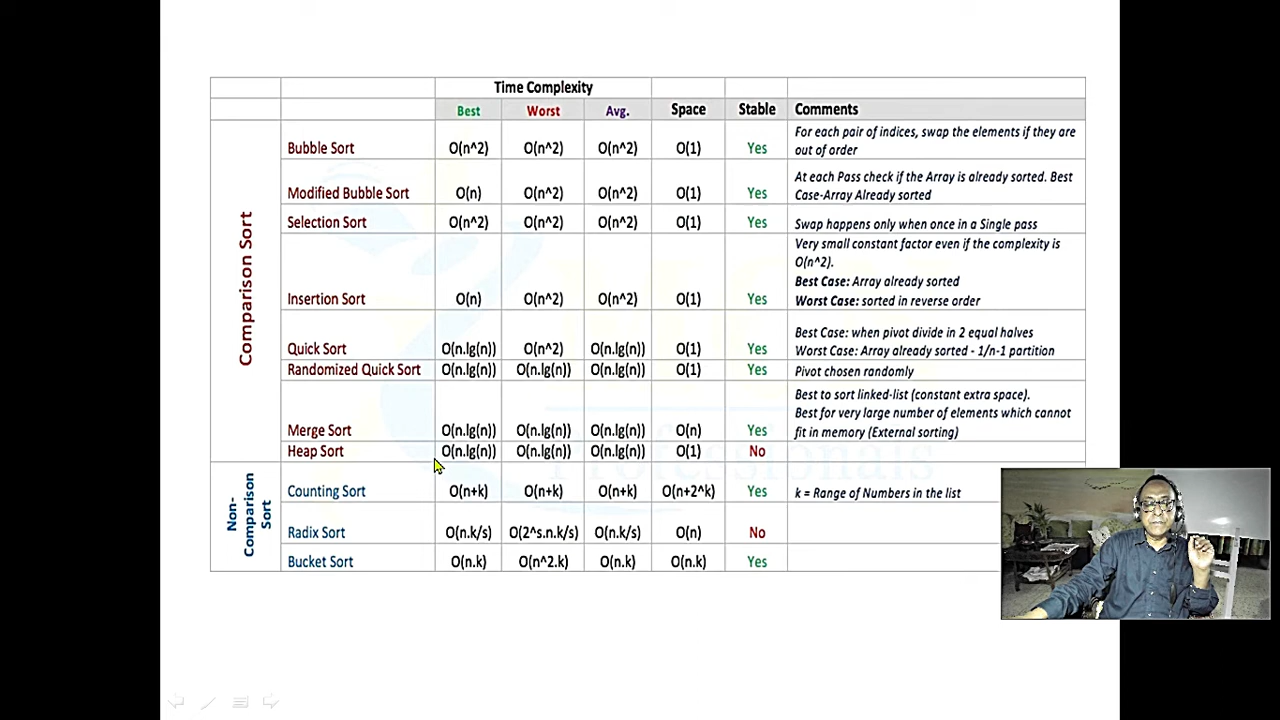 Time Complexity
Best Worst Avg. Space Stable Comments
Comparison Sort
Bubble Sort O(n^2) O(n^2) O(n^2) O(1) Yes For each pair of indices, swap the elements if they are
out of order
Modified Bubble Sort O(n) O(n^2) O(n^2) O(1) Yes At each Pass check if the Array is already sorted. Best
Case-Array Already sorted
Selection Sort O(n^2) O(n^2) O(n^2) O(1) Yes Swap happens only when once in a Single pass
Insertion Sort O(n) O(n^2) O(n^2) O(1) Yes Very small constant factor even if the complexity is
O(n^2).
Best Case: Array already sorted
Worst Case: sorted in reverse order
Quick Sort O(n.lg(n)) O(n^2) O(n.lg(n)) O(1) Yes Best Case: when pivot divide in 2 equal halves
Worst Case: Array already sorted - 1/n-1 partition
Randomized Quick Sort O(n.lg(n)) O(n.lg(n)) O(n.lg(n)) O(1) Yes Pivot chosen randomly
Merge Sort O(n.lg(n)) O(n.lg(n)) O(n.lg(n)) O(n) Yes Best to sort linked-list (constant extra space).
Best for very large number of elements which cannot
fit in memory (External sorting)
Heap Sort O(n.lg(n)) O(n.lg(n)) O(n.lg(n)) O(1) No
Non-
Comparison
Sort
Counting Sort O(n+k) O(n+k) O(n+k) O(n+2^k) Yes k = Range of Numbers in the list
Radix Sort O(n.k/s) O(2^s.n.k/s) O(n.k/s) O(n) No
Bucket Sort O(n.k) O(n^2.k) O(n.k) O(n.k) Yes